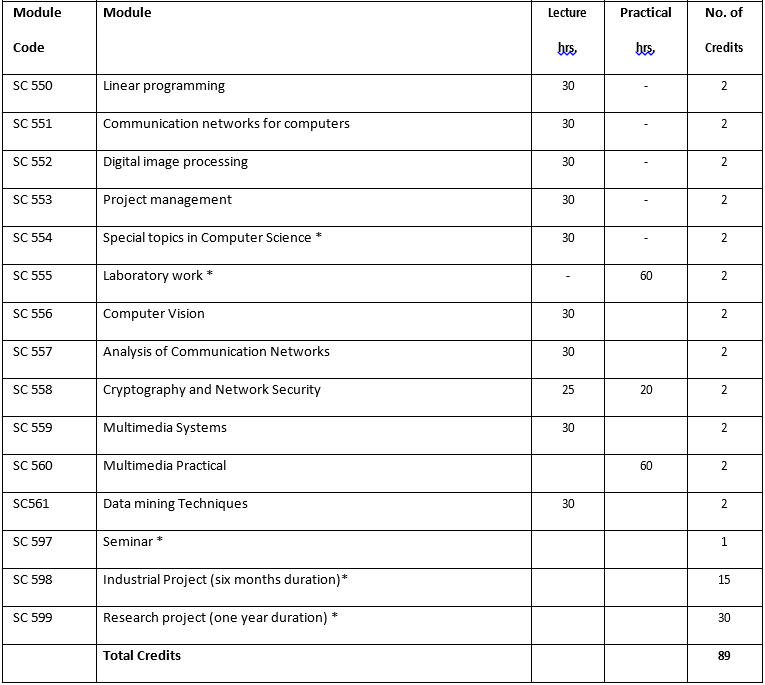 Module Module Lecture Practical No. of
Code hrs, hrs, Credits
SC 550 Linear programming 30 - 2
SC 551 Communication networks for computers 30 - 2
SC 552 Digital image processing 30 - 2
SC 553 Project management 30 - 2
SC 554 Special topics in Computer Science * 30 - 2
SC 555 Laboratory work * - 60 2
SC 556 Computer Vision 30 2
SC 557 Analysis of Communication Networks 30 2
SC 558 Cryptography and Network Security 25 20 2
SC 559 Multimedia Systems 30 2
SC 560 Multimedia Practical 60 2
SC561 Data mining Techniques 30 2
SC 597 Seminar * 1
SC 598 Industrial Project (six months duration)* 15
SC 599 Research project (one year duration) * 30
Total Credits 89